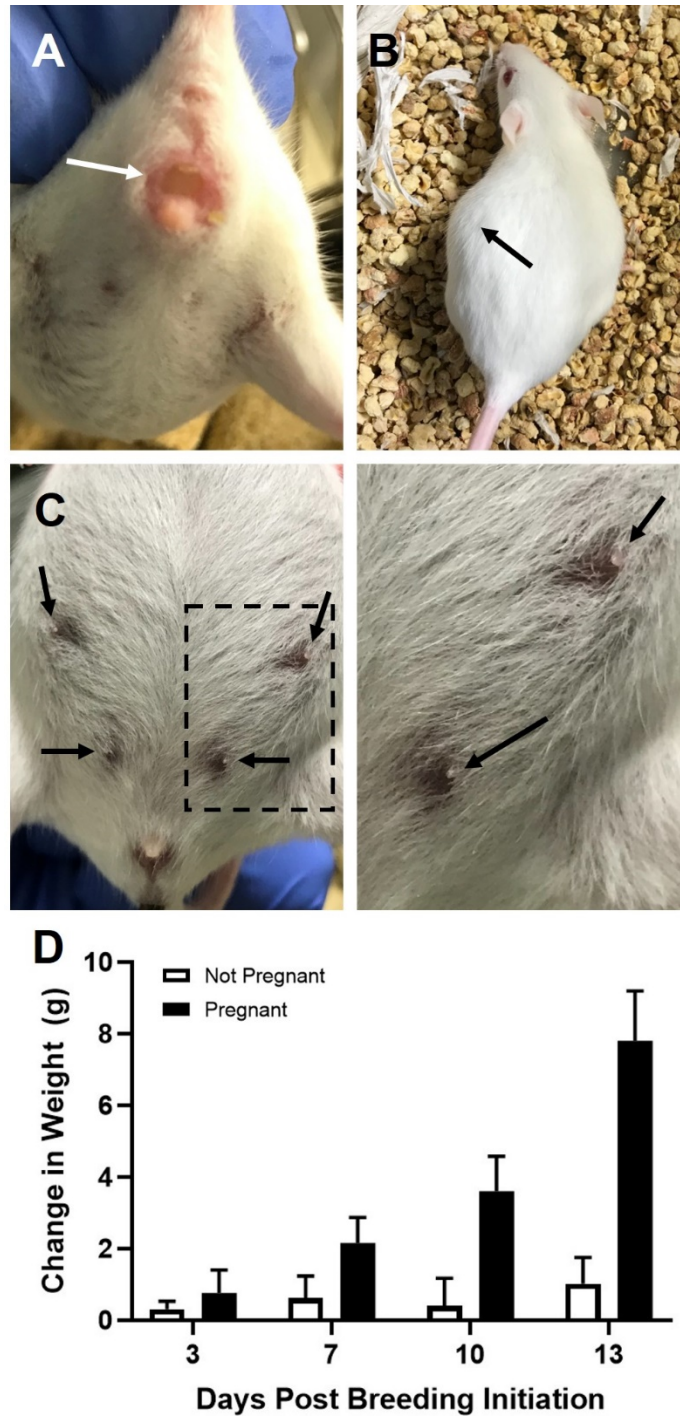 A
B
C
D
Change in Weight (g)
10
8
6
4
2
0
Not Pregnant
Pregnant
3 7 10 13
Days Post Breeding Initiation